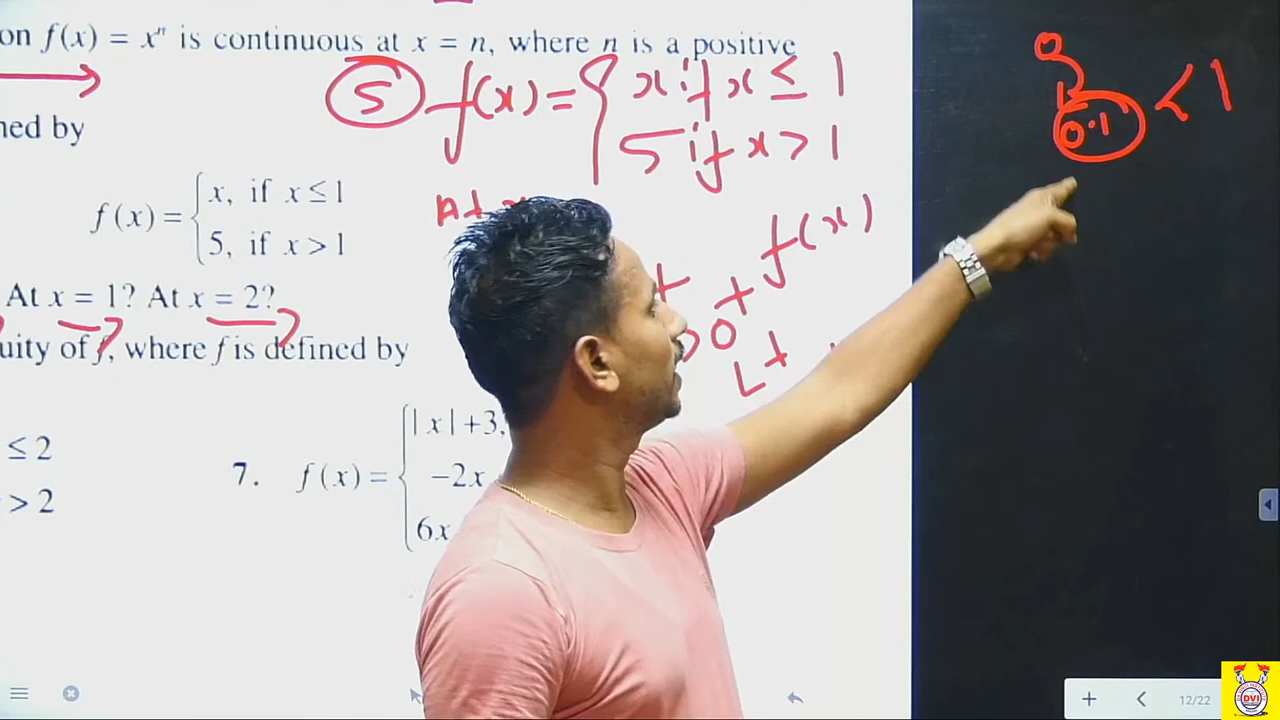 on f(x) = xⁿ is continuous at x = n, where n is a positive
5 f(x) = { x if x ≤ 1
5 if x > 1
ned by
f(x) = { x, if x ≤ 1
5, if x > 1
At
f(x)
0
At x = 1? At x = 2?
uity of f, where f is defined by
≤ 2
> 2
7. f(x) = { |x|+3,
−2x
6x
0
0.1 < 1
12/22
DVI